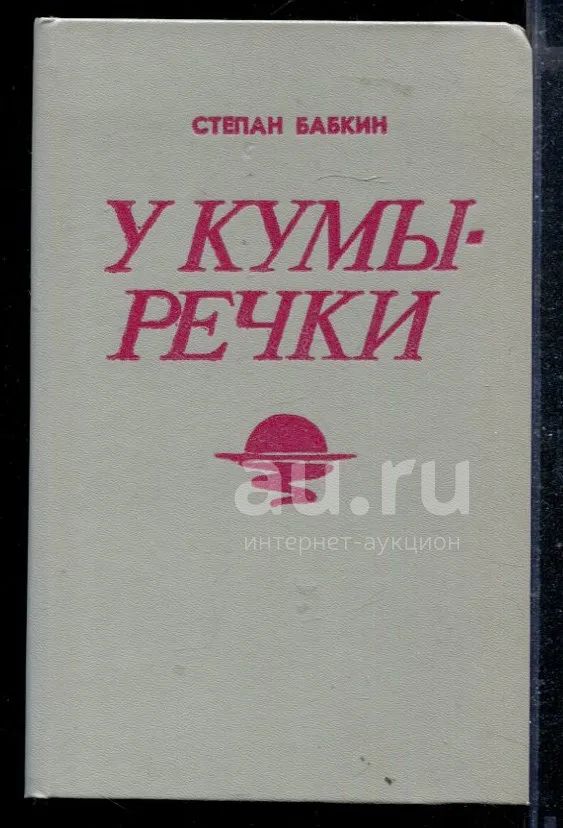 СТЕПАН БАБКИН
У КУМЫ-
РЕЧКИ
au.ru
интернет-аукцион